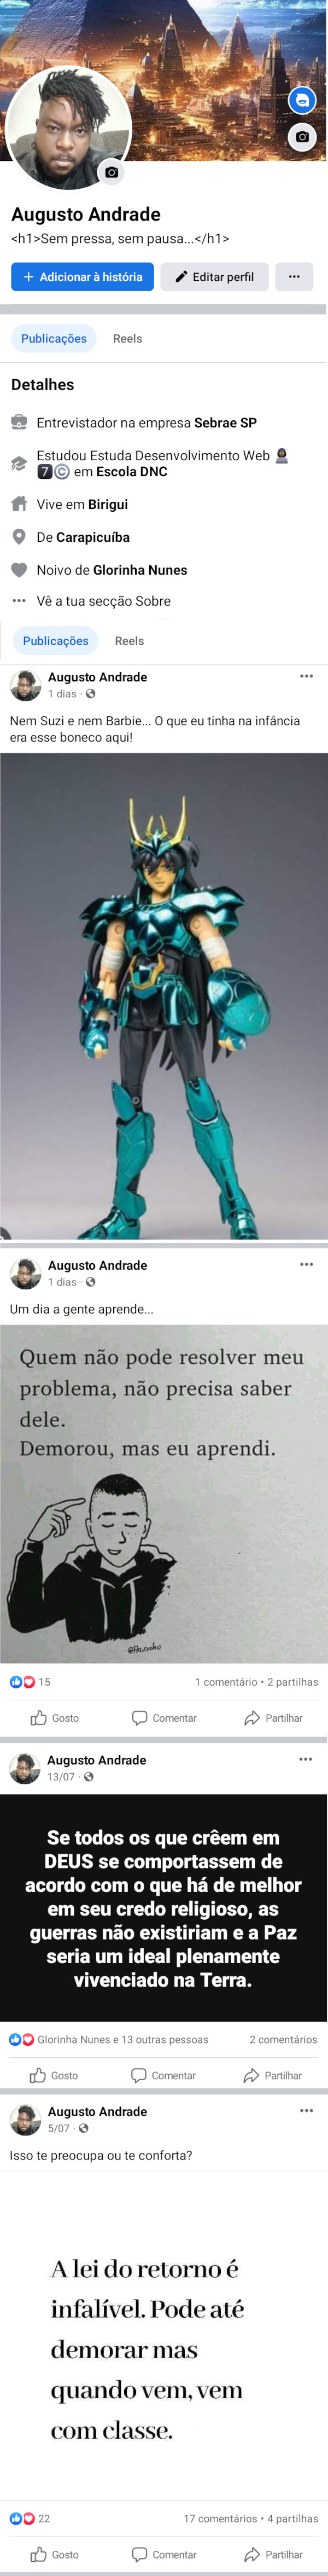 Augusto Andrade
<h1>Sem pressa, sem pausa...</h1>
+ Adicionar à história
Editar perfil
...
Publicações
Reels
Detalhes
Entrevistador na empresa Sebrae SP
Estudou Estuda Desenvolvimento Web 👩🏿‍💻
7️⃣©️ em Escola DNC
Vive em Birigui
De Carapicuíba
Noivo de Glorinha Nunes
Vê a tua secção Sobre
Publicações
Reels
Augusto Andrade
1 dias ·
Nem Suzi e nem Barbie... O que eu tinha na infância
era esse boneco aqui!
Augusto Andrade
1 dias ·
Um dia a gente aprende...
Quem não pode resolver meu
problema, não precisa saber
dele.
Demorou, mas eu aprendi.
15
1 comentário • 2 partilhas
Gosto
Comentar
Partilhar
Augusto Andrade
13/07 ·
Se todos os que crêem em
DEUS se comportassem de
acordo com o que há de melhor
em seu credo religioso, as
guerras não existiriam e a Paz
seria um ideal plenamente
vivenciado na Terra.
Glorinha Nunes e 13 outras pessoas
2 comentários
Gosto
Comentar
Partilhar
Augusto Andrade
5/07 ·
Isso te preocupa ou te conforta?
A lei do retorno é
infalível. Pode até
demorar mas
quando vem, vem
com classe.
22
17 comentários • 4 partilhas
Gosto
Comentar
Partilhar